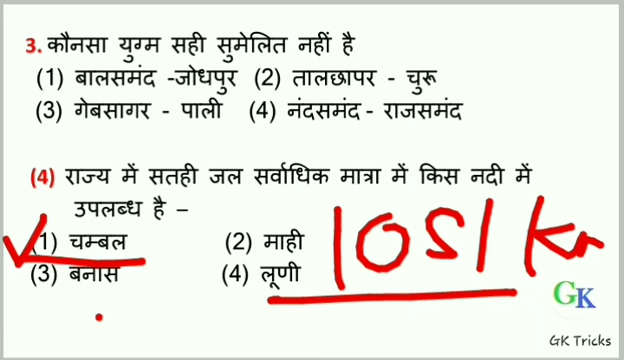 3. कौनसा युग्म सही सुमेलित नहीं है
(1) बालसमंद -जोधपुर (2) तालछापर - चुरू
(3) गेबसागर - पाली (4) नंदसमंद - राजसमंद
(4) राज्य में सतही जल सर्वाधिक मात्रा में किस नदी में
उपलब्ध है –
(1) चम्बल (2) माही
(3) बनास (4) लूणी
1051 Km
GK
GK Tricks